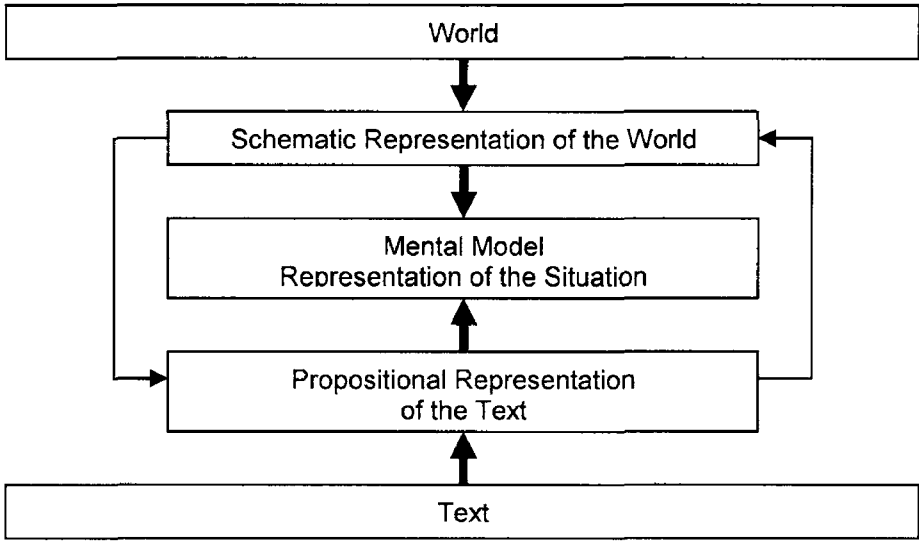 World
Schematic Representation of the World
Mental Model
Representation of the Situation
Propositional Representation
of the Text
Text